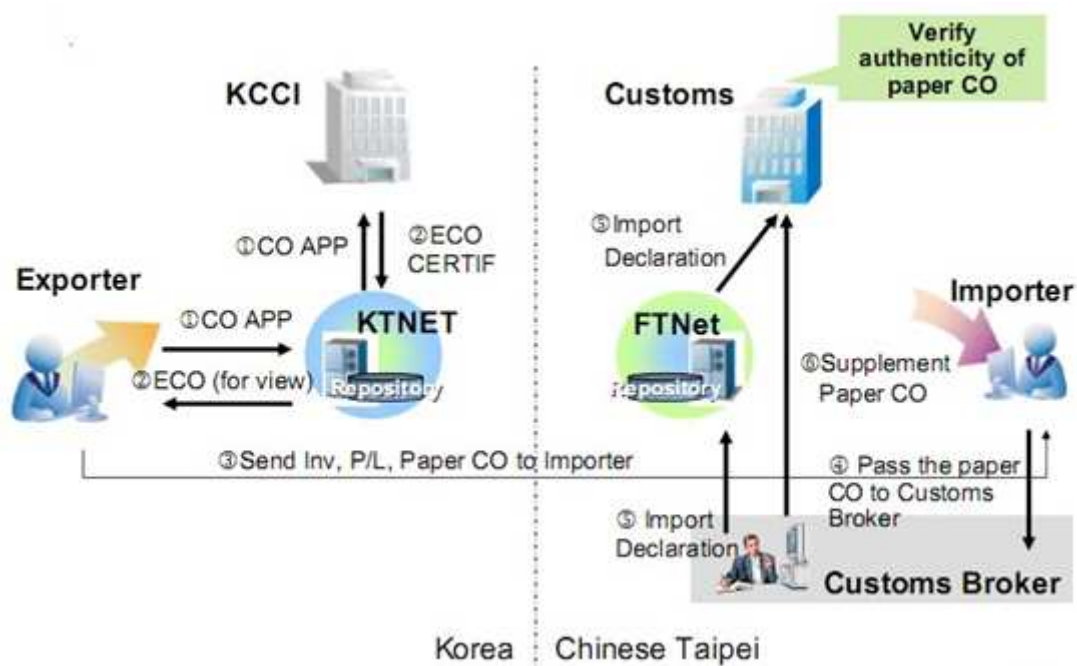 Verify
authenticity of
paper CO
KCCI
Customs
①CO APP
②ECO
CERTIF
⑤Import
Declaration
Exporter
Importer
①CO APP
KTNET
FTNet
②ECO (for view)
Repository
Repository
⑥Supplement
Paper CO
③Send Inv, P/L, Paper CO to Importer
④ Pass the paper
CO to Customs
Broker
⑤ Import
Declaration
Customs Broker
Korea
Chinese Taipei